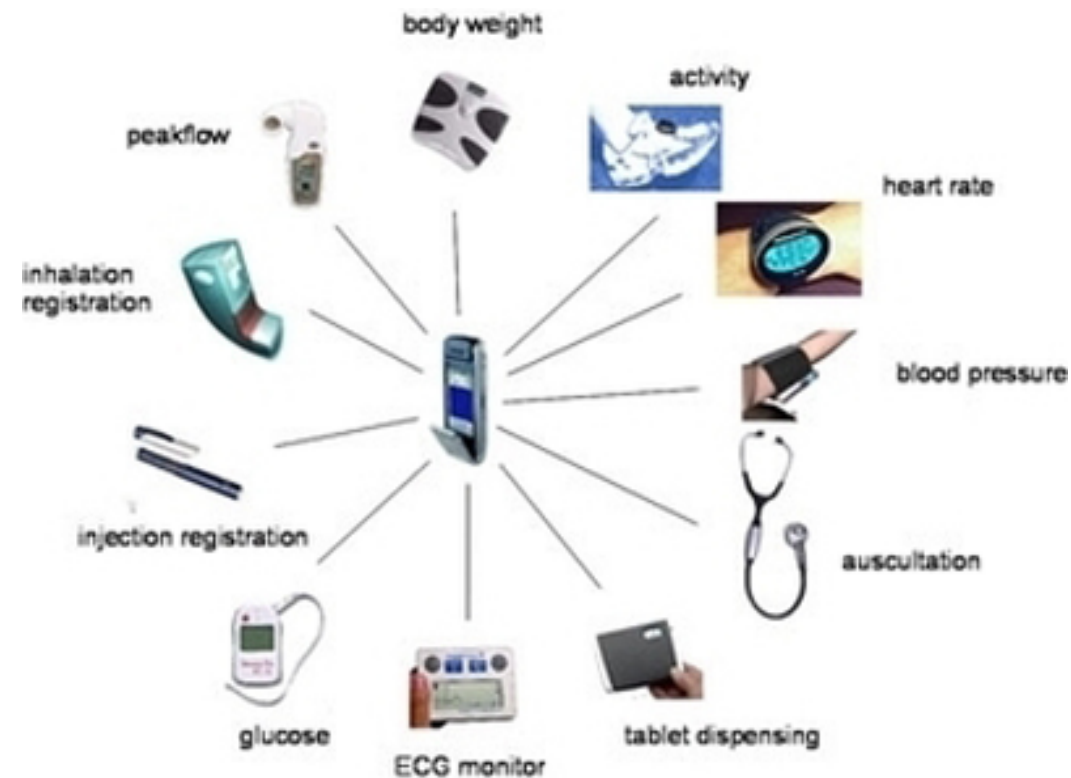 body weight
activity
peakflow
heart rate
inhalation
registration
blood pressure
injection registration
auscultation
glucose
tablet dispensing
ECG monitor